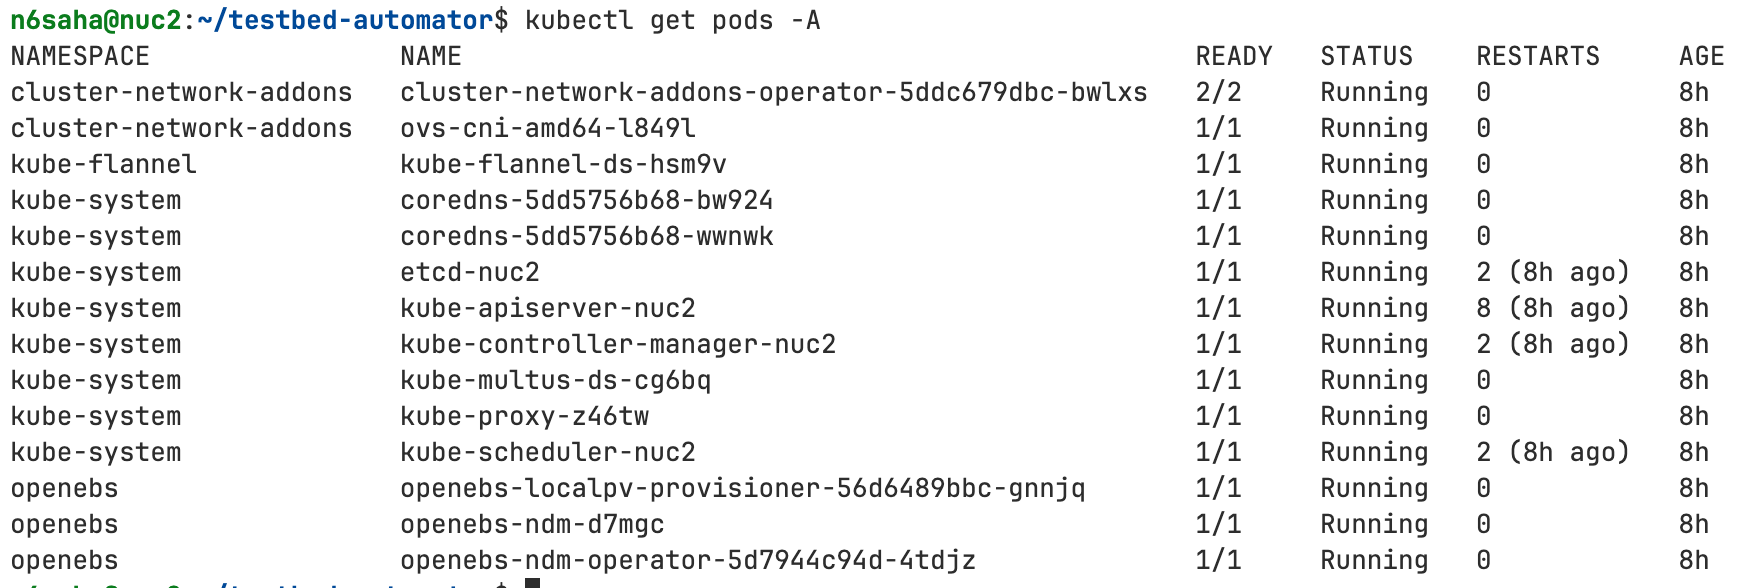 n6saha@nuc2:~/testbed-automator$ kubectl get pods -A
NAMESPACE NAME READY STATUS RESTARTS AGE
cluster-network-addons cluster-network-addons-operator-5ddc679dbc-bwlxs 2/2 Running 0 8h
cluster-network-addons ovs-cni-amd64-l849l 1/1 Running 0 8h
kube-flannel kube-flannel-ds-hsm9v 1/1 Running 0 8h
kube-system coredns-5dd5756b68-bw924 1/1 Running 0 8h
kube-system coredns-5dd5756b68-wwnwk 1/1 Running 0 8h
kube-system etcd-nuc2 1/1 Running 2 (8h ago) 8h
kube-system kube-apiserver-nuc2 1/1 Running 8 (8h ago) 8h
kube-system kube-controller-manager-nuc2 1/1 Running 2 (8h ago) 8h
kube-system kube-multus-ds-cg6bq 1/1 Running 0 8h
kube-system kube-proxy-z46tw 1/1 Running 0 8h
kube-system kube-scheduler-nuc2 1/1 Running 2 (8h ago) 8h
openebs openebs-localpv-provisioner-56d6489bbc-gnnjq 1/1 Running 0 8h
openebs openebs-ndm-d7mgc 1/1 Running 0 8h
openebs openebs-ndm-operator-5d7944c94d-4tdjz 1/1 Running 0 8h